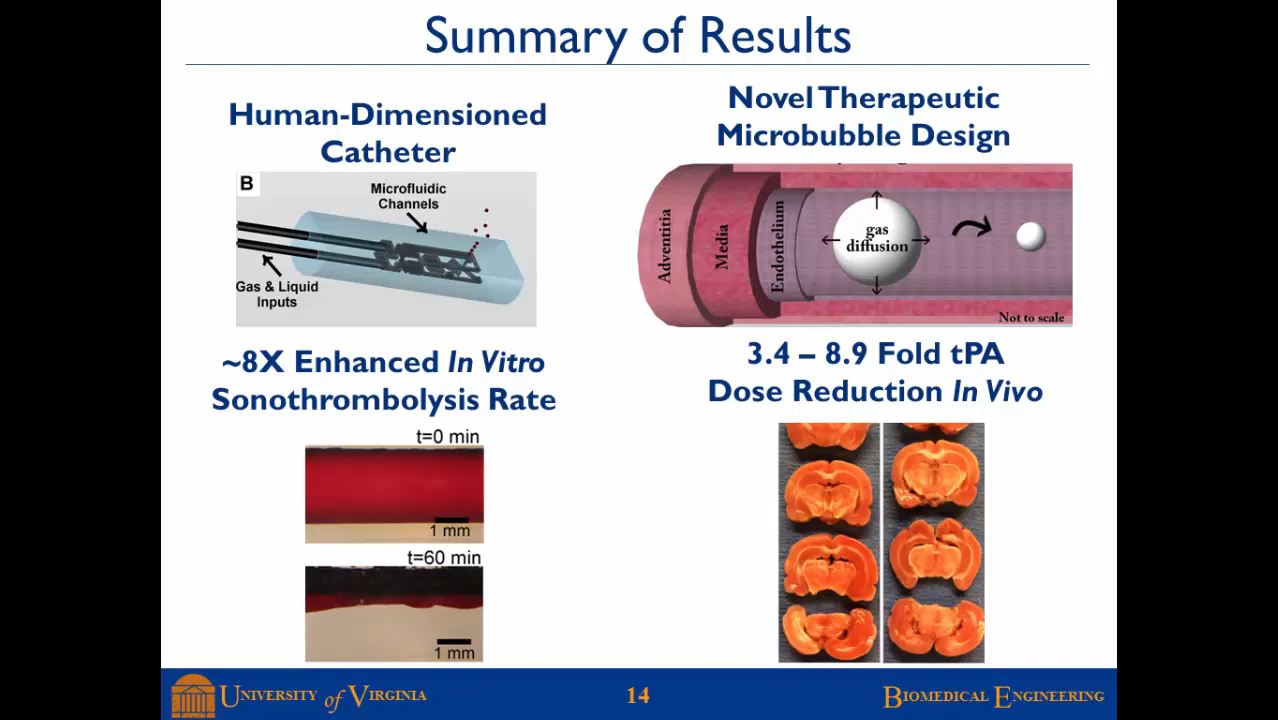 Summary of Results
Human-Dimensioned
Catheter
B
Microfluidic
Channels
Gas & Liquid
Inputs
~8X Enhanced In Vitro
Sonothrombolysis Rate
t=0 min
1 mm
t=60 min
1 mm
Novel Therapeutic
Microbubble Design
Adventitia
Media
Endothelium
gas
diffusion
Not to scale
3.4 – 8.9 Fold tPA
Dose Reduction In Vivo
UNIVERSITY of VIRGINIA
14
BIOMEDICAL ENGINEERING